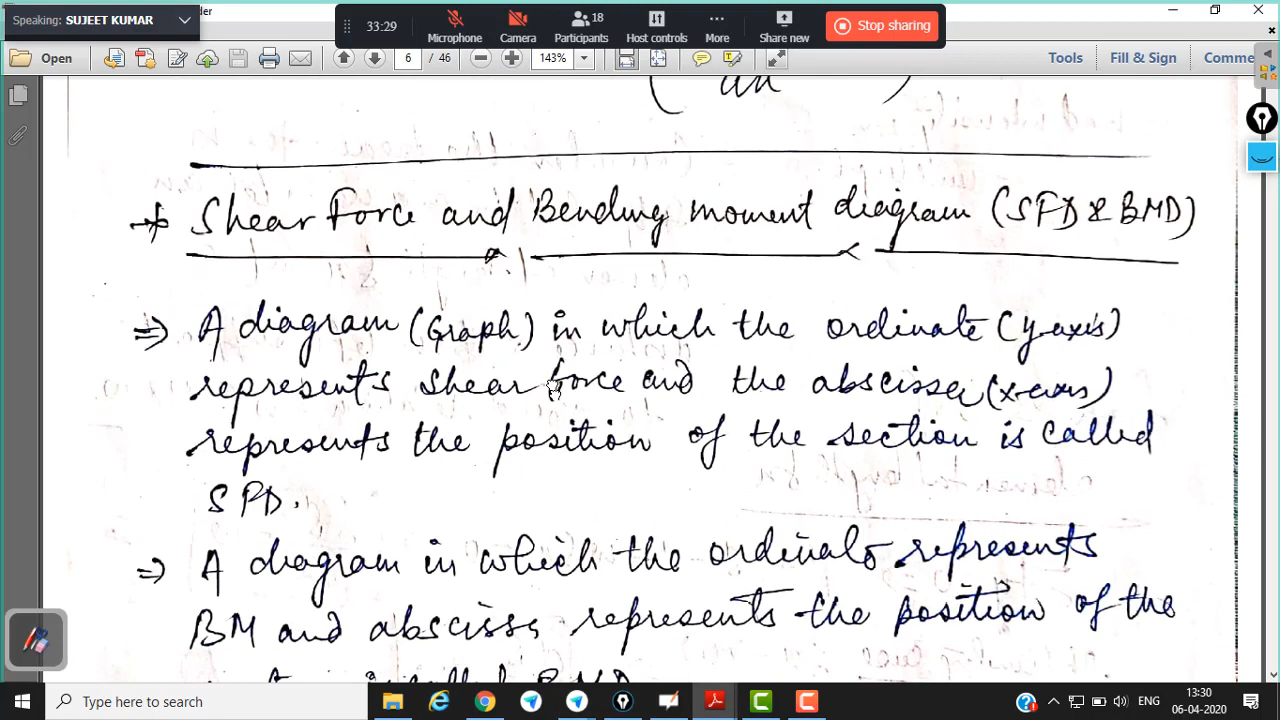 Speaking: SUJEET KUMAR
der
33:29
18
Microphone
Camera
Participants
Host controls
More
Share new
Stop sharing
Open
6 / 46
143%
Tools
Fill & Sign
Comme
Shear Force and Bending moment diagram (SFD & BMD)
⇒ A diagram (Graph) in which the ordinate (y-axis)
represents shear force and the abscissa (x-axis)
represents the position of the section is called
SFD.
⇒ A diagram in which the ordinate represents
BM and abscissa represents the position of the
Type here to search
ENG
13:30
06-04-2020